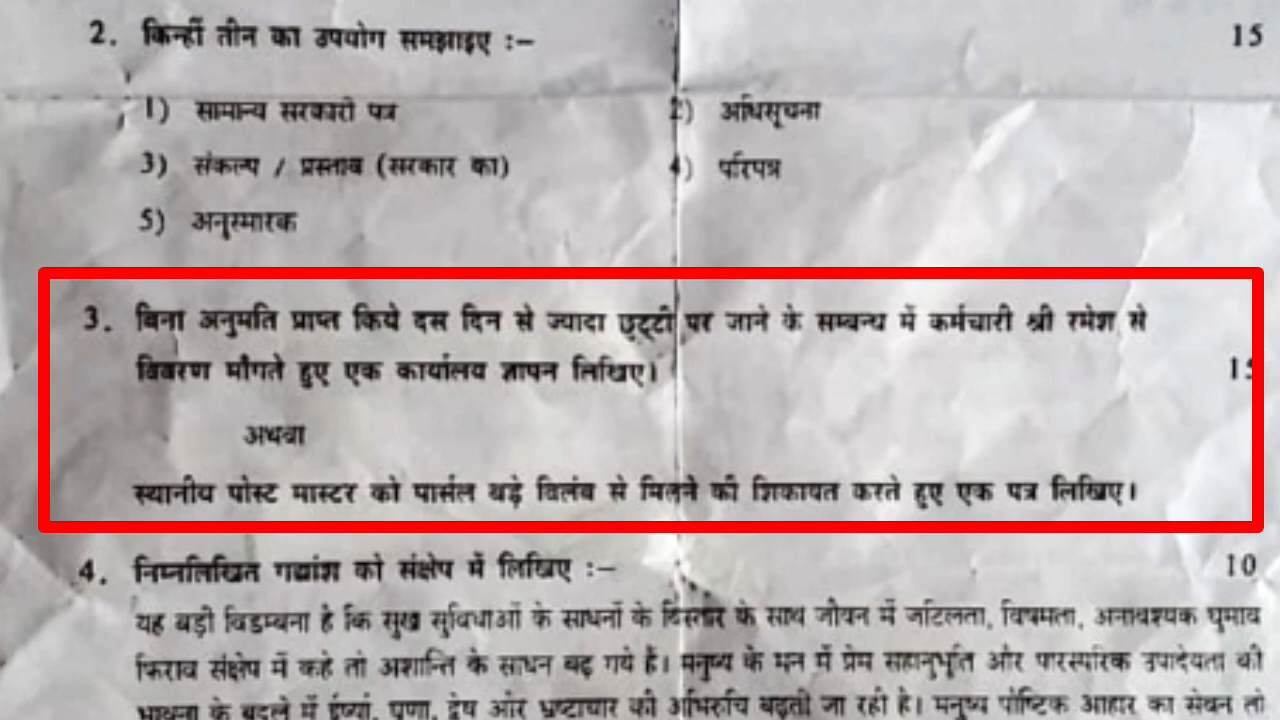 2. किन्हीं तीन का उपयोग समझाइए :– 15
1) सामान्य सरकारी पत्र 2) अधिसूचना
3) संकल्प / प्रस्ताव (सरकार का) 4) परिपत्र
5) अनुस्मारक
3. बिना अनुमति प्राप्त किये दस दिन से ज्यादा छुट्टी पर जाने के सम्बन्ध में कर्मचारी श्री रमेश से
विवरण माँगते हुए एक कार्यालय ज्ञापन लिखिए। 15
अथवा
स्थानीय पोस्ट मास्टर को पार्सल बड़े विलंब से मिलने की शिकायत करते हुए एक पत्र लिखिए।
4. निम्नलिखित गद्यांश को संक्षेप में लिखिए :– 10
यह बड़ी विडम्बना है कि सुख सुविधाओं के साधनों के विस्तार के साथ जीवन में जटिलता, विषमता, अनावश्यक घुमाव
फिराव संक्षेप में कहे तो अशान्ति के साधन बढ़ गये हैं। मनुष्य के मन में प्रेम सहानुभूति और पारस्परिक उपादेयता की
भावना के बदले में ईर्ष्या, घृणा, द्वेष और भ्रष्टाचार की अभिरुचि बढ़ती जा रही है। मनुष्य पौष्टिक आहार का सेवन तो